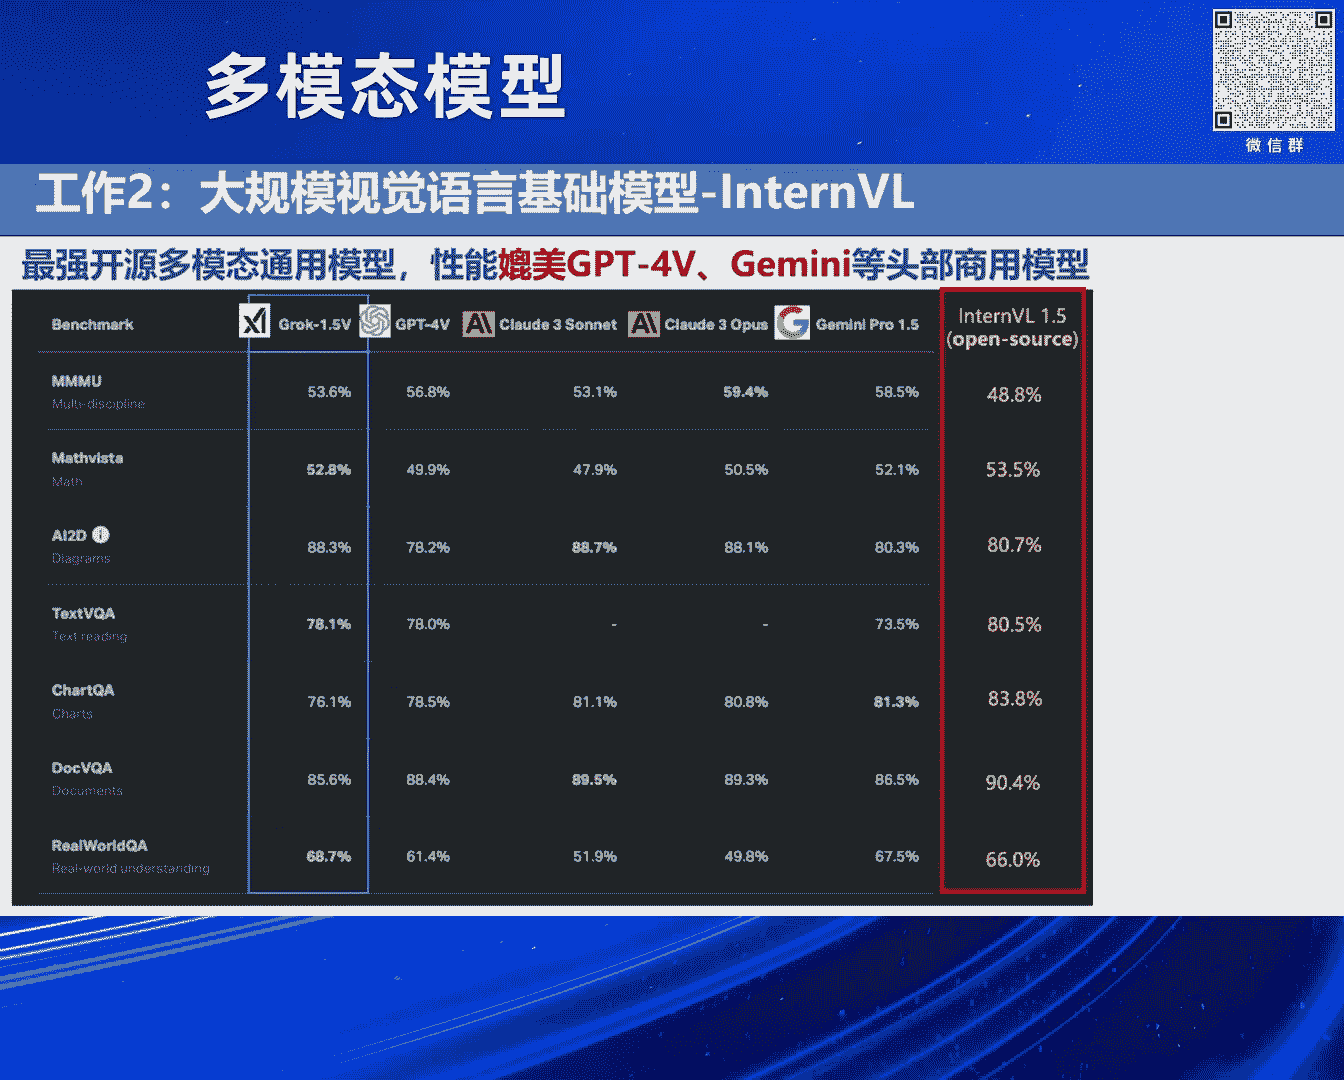 多模态模型
微信群
工作2：大规模视觉语言基础模型-InternVL
最强开源多模态通用模型，性能媲美GPT-4V、Gemini等头部商用模型
Benchmark Grok-1.5V GPT-4V Claude 3 Sonnet Claude 3 Opus Gemini Pro 1.5 InternVL 1.5
(open-source)
MMMU 53.6% 56.8% 53.1% 59.4% 58.5% 48.8%
Multi-discipline
Mathvista 52.8% 49.9% 47.9% 50.5% 52.1% 53.5%
Math
AI2D 88.3% 78.2% 88.7% 88.1% 80.3% 80.7%
Diagrams
TextVQA 78.1% 78.0% - - 73.5% 80.5%
Text reading
ChartQA 76.1% 78.5% 81.1% 80.8% 81.3% 83.8%
Charts
DocVQA 85.6% 88.4% 89.5% 89.3% 86.5% 90.4%
Documents
RealWorldQA 68.7% 61.4% 51.9% 49.8% 67.5% 66.0%
Real-world understanding